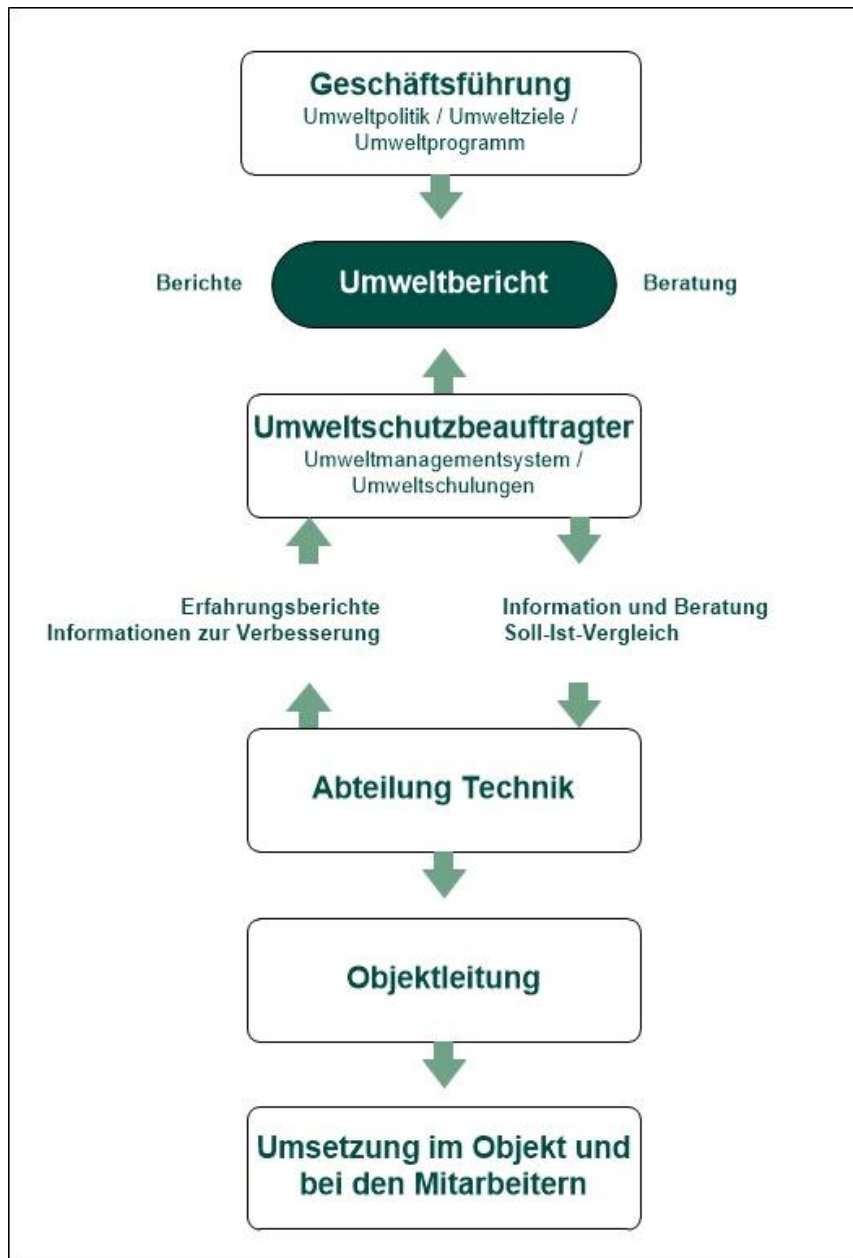 Geschäftsführung
Umweltpolitik / Umweltziele /
Umweltprogramm
Berichte
Umweltbericht
Beratung
Umweltschutzbeauftragter
Umweltmanagementsystem /
Umweltschulungen
Erfahrungsberichte
Informationen zur Verbesserung
Information und Beratung
Soll-Ist-Vergleich
Abteilung Technik
Objektleitung
Umsetzung im Objekt und
bei den Mitarbeitern